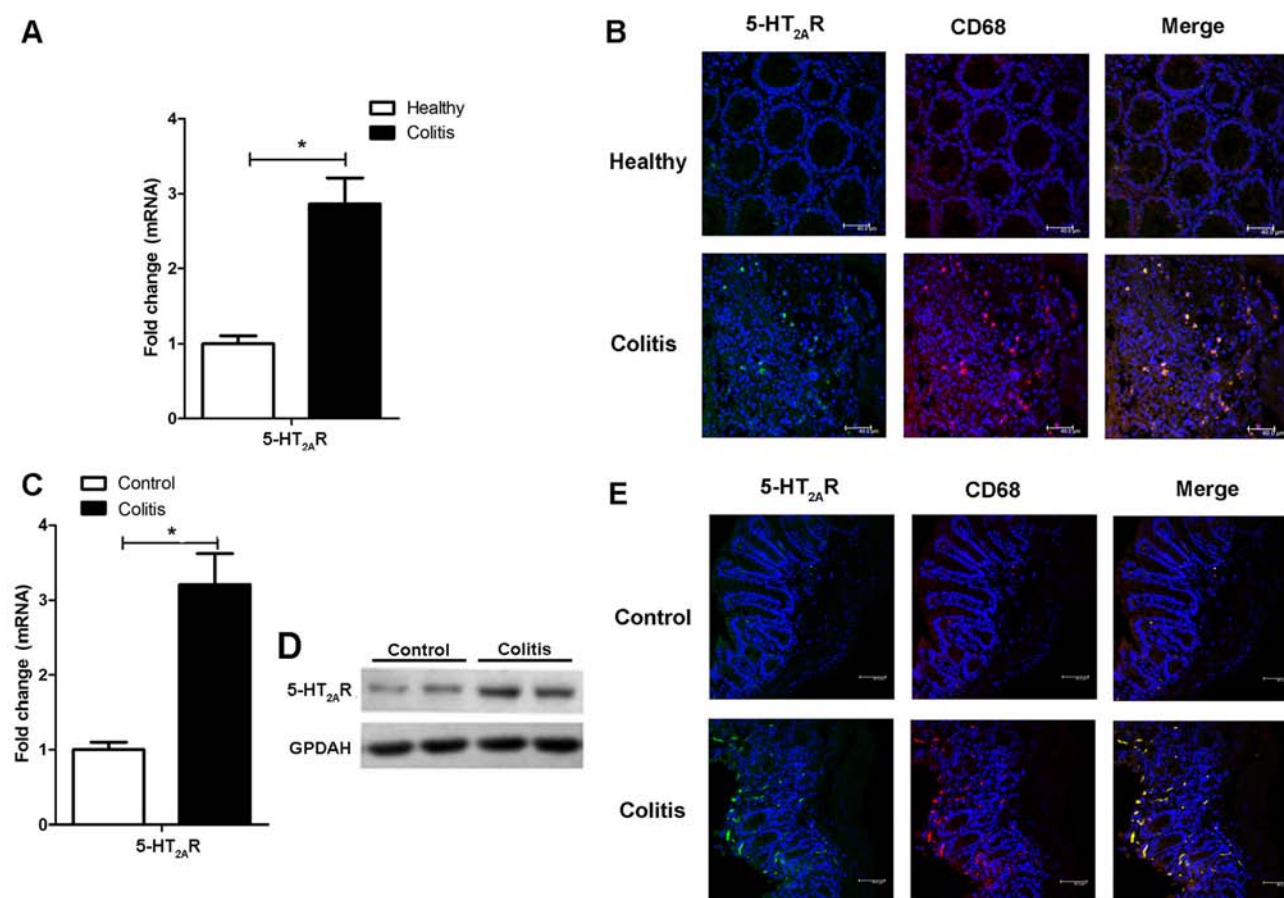 A
Healthy
Colitis
Fold change (mRNA)
4
3
2
1
0
*
5-HT2AR
B
5-HT2AR
CD68
Merge
Healthy
Colitis
C
Control
Colitis
Fold change (mRNA)
4
3
2
1
0
*
5-HT2AR
D
Control
Colitis
5-HT2AR
GPDAH
E
5-HT2AR
CD68
Merge
Control
Colitis